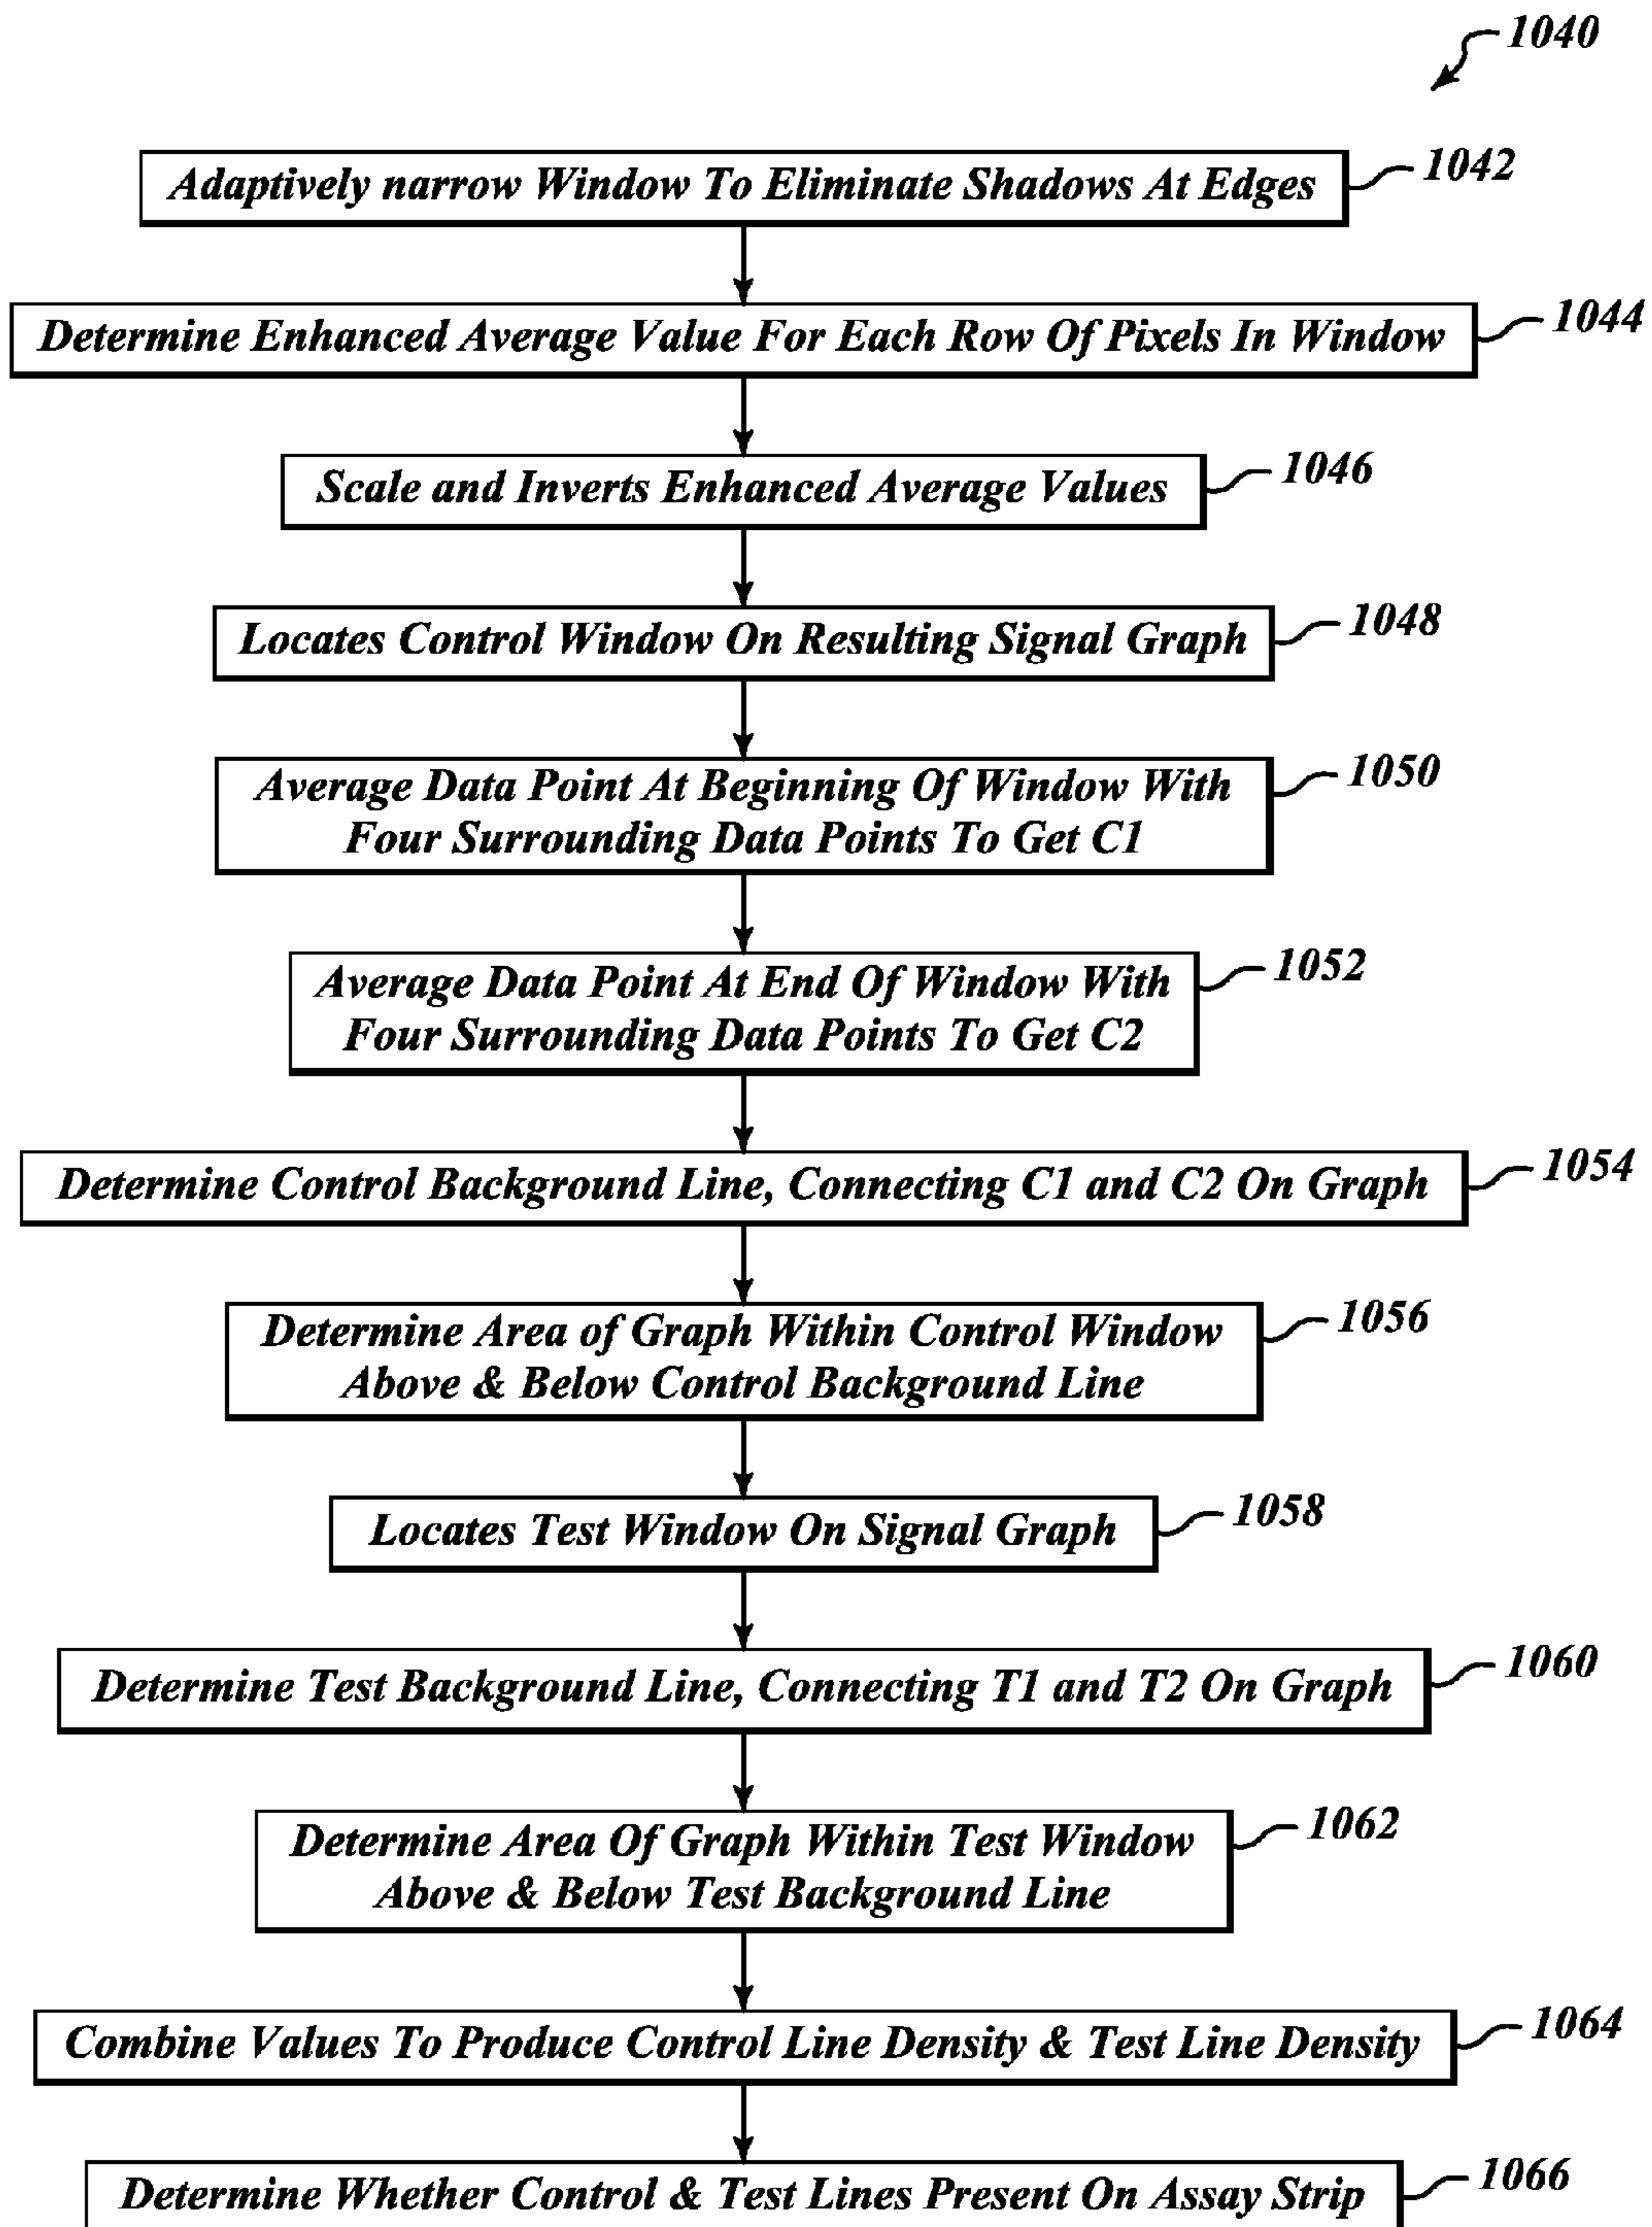 1040
Adaptively narrow Window To Eliminate Shadows At Edges
1042
Determine Enhanced Average Value For Each Row Of Pixels In Window
1044
Scale and Inverts Enhanced Average Values
1046
Locates Control Window On Resulting Signal Graph
1048
Average Data Point At Beginning Of Window With
Four Surrounding Data Points To Get C1
1050
Average Data Point At End Of Window With
Four Surrounding Data Points To Get C2
1052
Determine Control Background Line, Connecting C1 and C2 On Graph
1054
Determine Area of Graph Within Control Window
Above & Below Control Background Line
1056
Locates Test Window On Signal Graph
1058
Determine Test Background Line, Connecting T1 and T2 On Graph
1060
Determine Area Of Graph Within Test Window
Above & Below Test Background Line
1062
Combine Values To Produce Control Line Density & Test Line Density
1064
Determine Whether Control & Test Lines Present On Assay Strip
1066